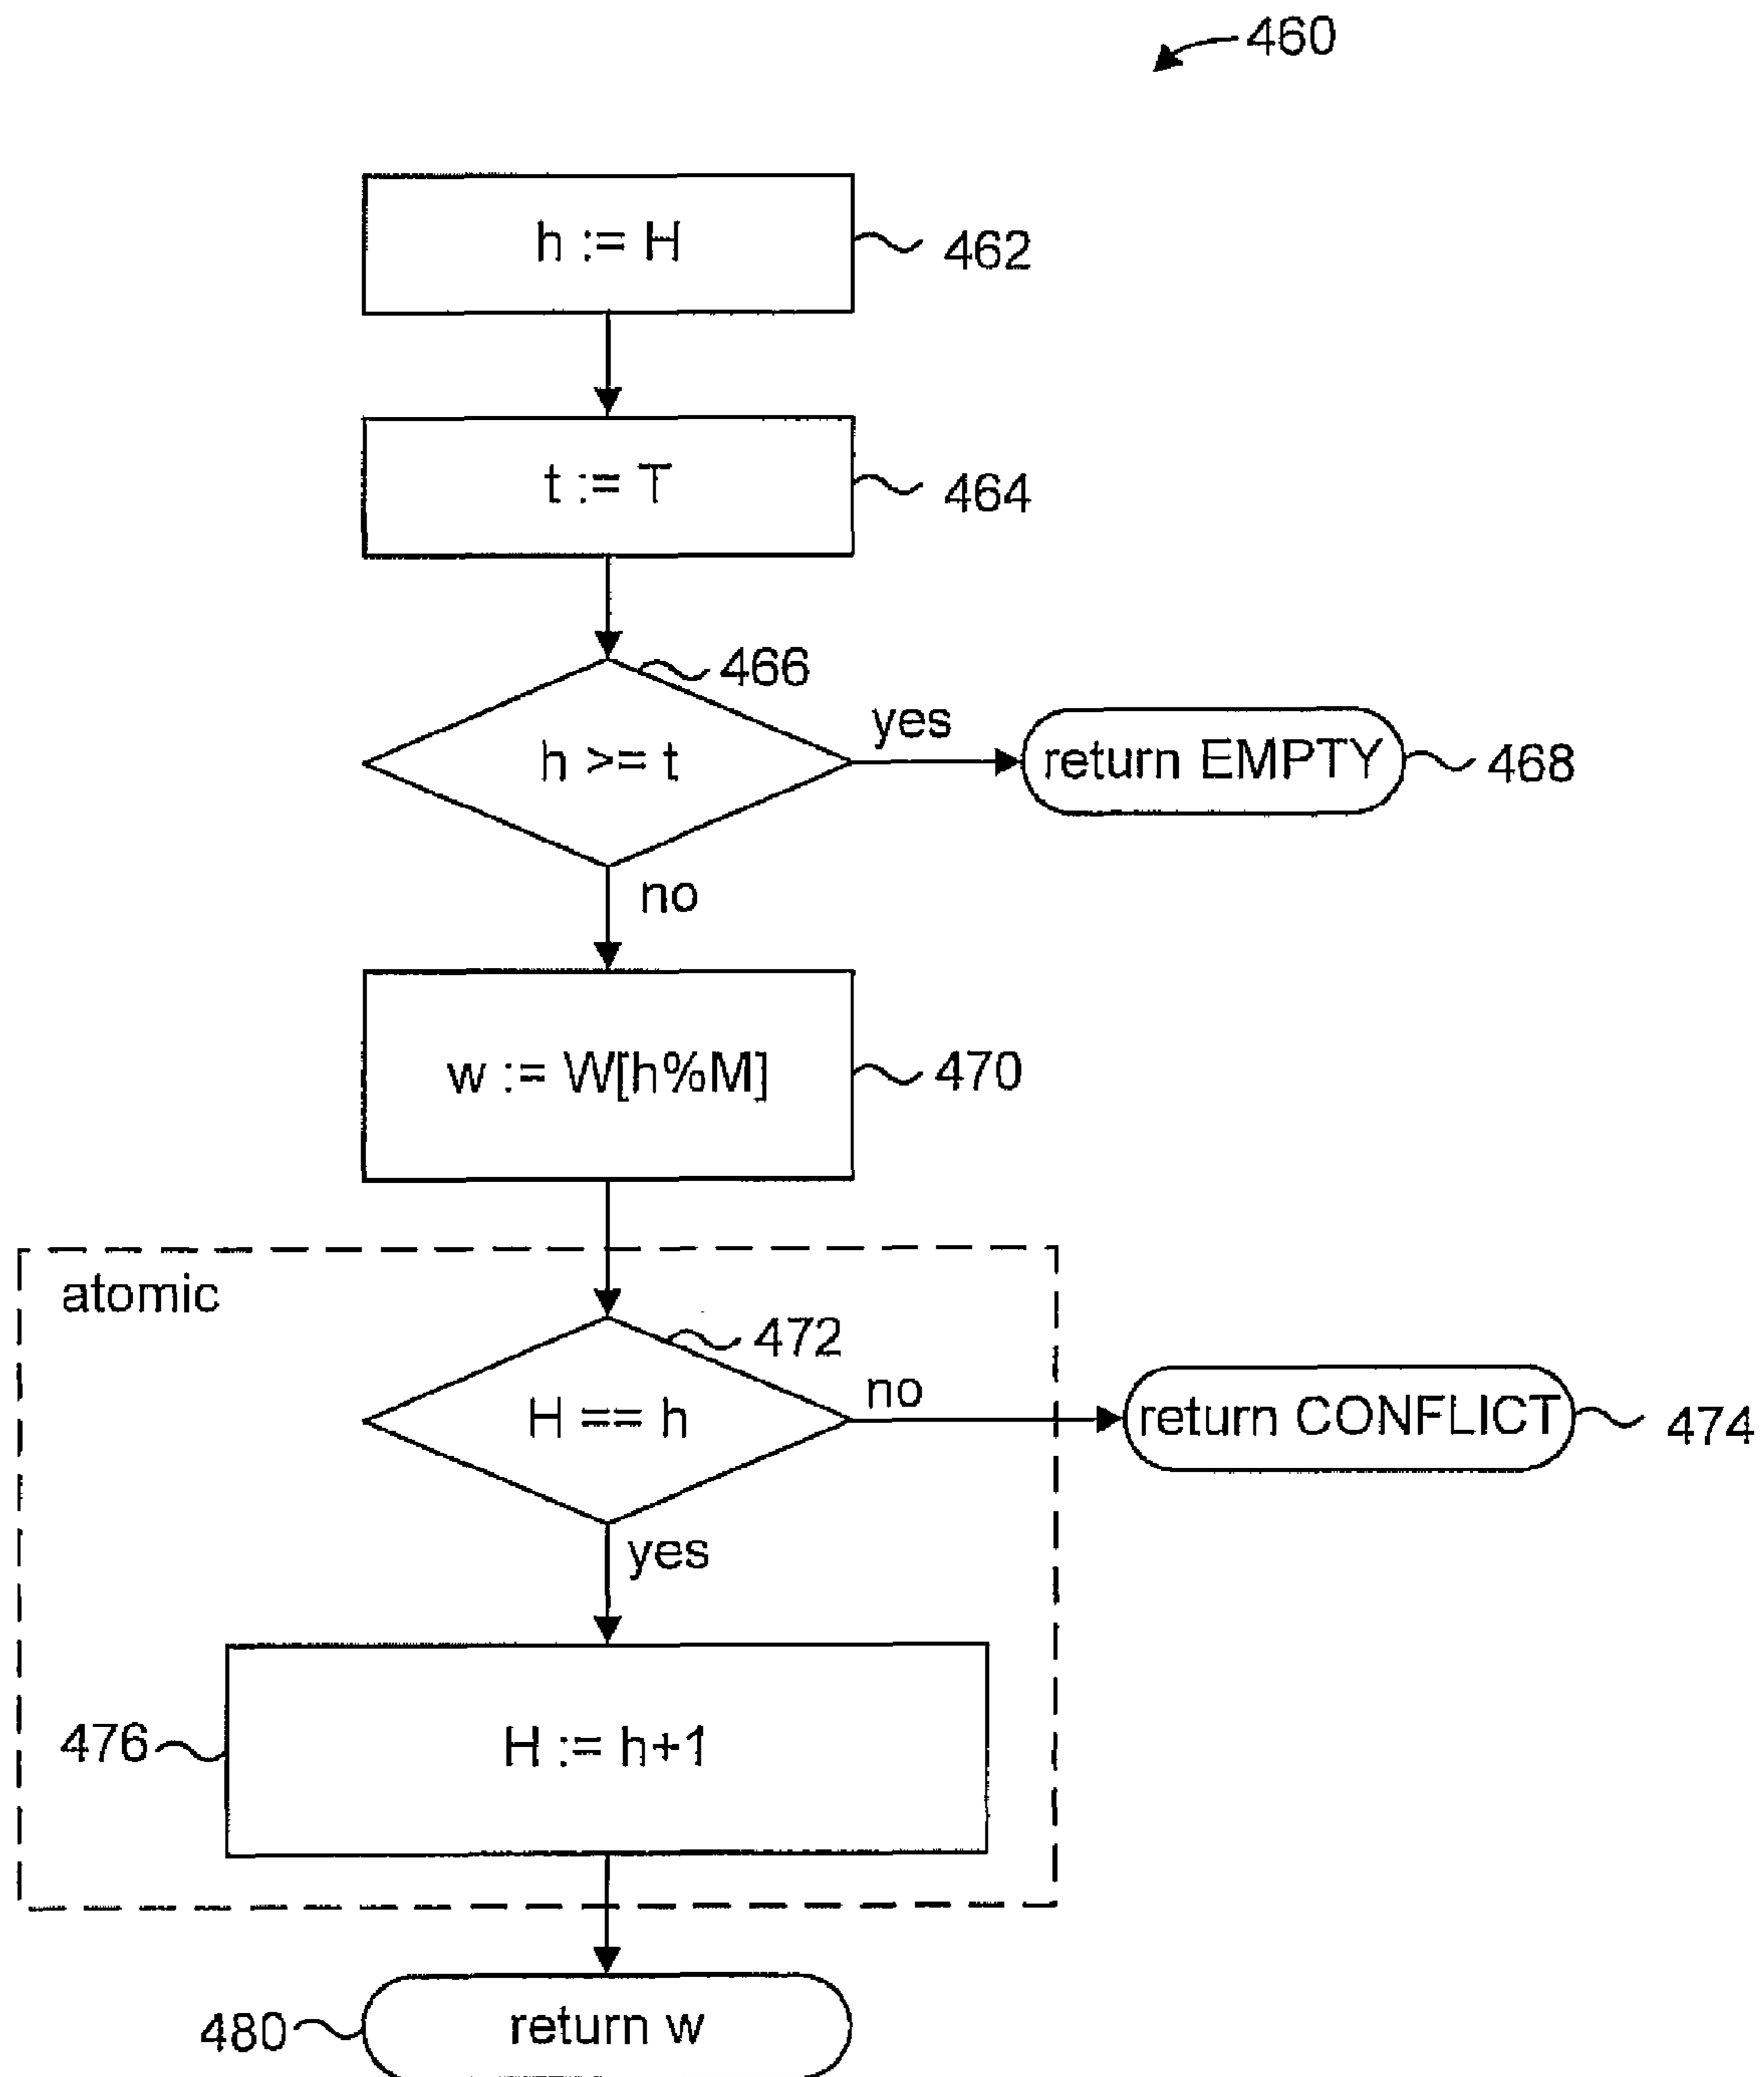 460
h := H
462
t := T
464
466
h >= t
yes
return EMPTY
468
no
w := W[h%M]
470
atomic
472
H == h
no
return CONFLICT
474
yes
476
H := h+1
480
return w